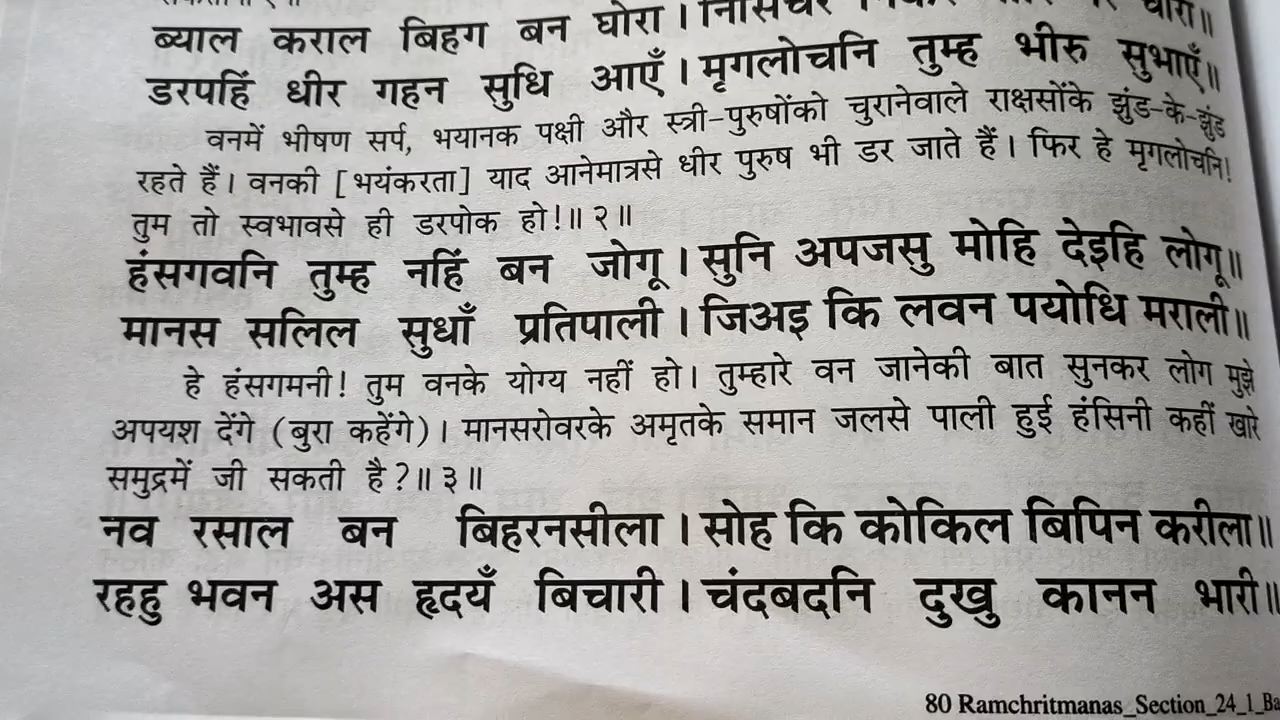 ब्याल कराल बिहग बन घोरा। निसिचर निकर नारि नर चोरा॥
डरपहिं धीर गहन सुधि आएँ। मृगलोचनि तुम्ह भीरु सुभाएँ॥
वनमें भीषण सर्प, भयानक पक्षी और स्त्री-पुरुषोंको चुरानेवाले राक्षसोंके झुंड-के-झुंड
रहते हैं। वनकी [भयंकरता] याद आनेमात्रसे धीर पुरुष भी डर जाते हैं। फिर हे मृगलोचनि!
तुम तो स्वभावसे ही डरपोक हो!॥ २॥
हंसगवनि तुम्ह नहिं बन जोगू। सुनि अपजसु मोहि देइहि लोगू॥
मानस सलिल सुधाँ प्रतिपाली। जिअइ कि लवन पयोधि मराली॥
हे हंसगमनी! तुम वनके योग्य नहीं हो। तुम्हारे वन जानेकी बात सुनकर लोग मुझे
अपयश देंगे (बुरा कहेंगे)। मानसरोवरके अमृतके समान जलसे पाली हुई हंसिनी कहीं खारे
समुद्रमें जी सकती है?॥ ३॥
नव रसाल बन बिहरनसीला। सोह कि कोकिल बिपिन करीला॥
रहहु भवन अस हृदयँ बिचारी। चंदबदनि दुखु कानन भारी॥
80 Ramchritmanas_Section_24_1_Ba